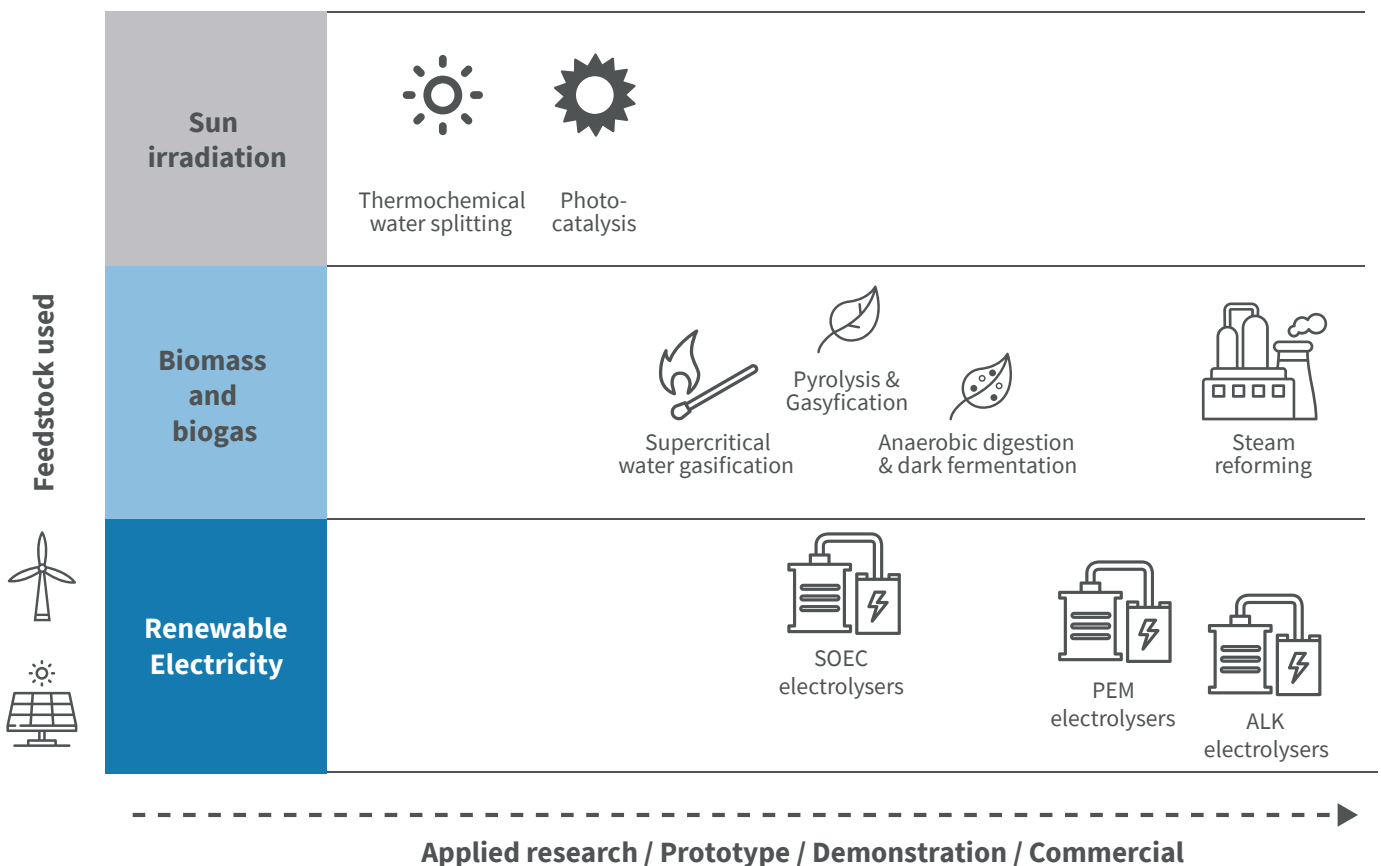 Feedstock used
Sun
irradiation
Thermochemical
water splitting
Photo-
catalysis
Biomass
and
biogas
Supercritical
water gasification
Pyrolysis &
Gasyfication
Anaerobic digestion
& dark fermentation
Steam
reforming
Renewable
Electricity
SOEC
electrolysers
PEM
electrolysers
ALK
electrolysers
Applied research / Prototype / Demonstration / Commercial